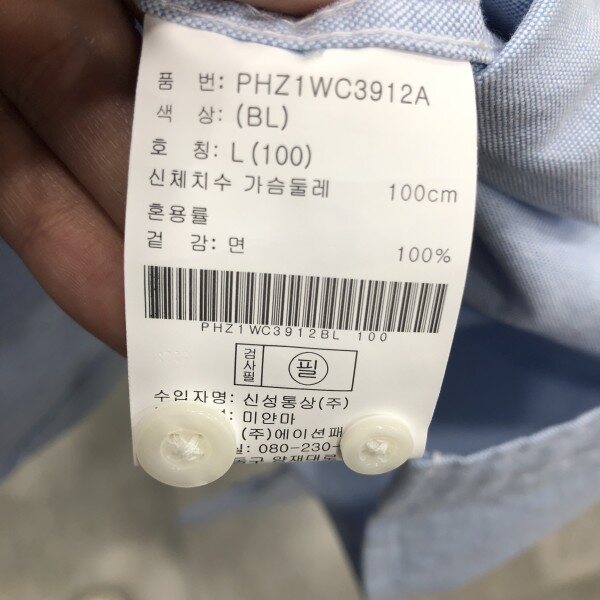 품 번: PHZ1WC3912A
색 상: (BL)
호 칭: L(100)
신체치수 가슴둘레 100cm
혼용률
겉 감: 면 100%
PHZ1WC3912BL 100
검사필 필
수입자명: 신성통상(주)
: 미얀마
(주)에이션패
: 080-230-